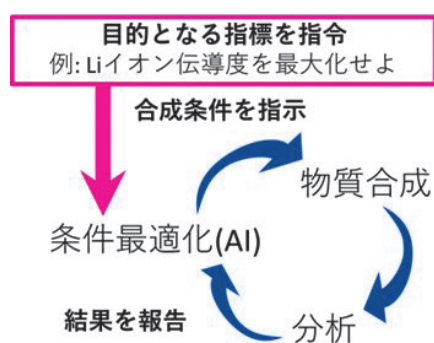 目的となる指標を指令
例: Liイオン伝導度を最大化せよ
合成条件を指示
物質合成
条件最適化(AI)
結果を報告
分析